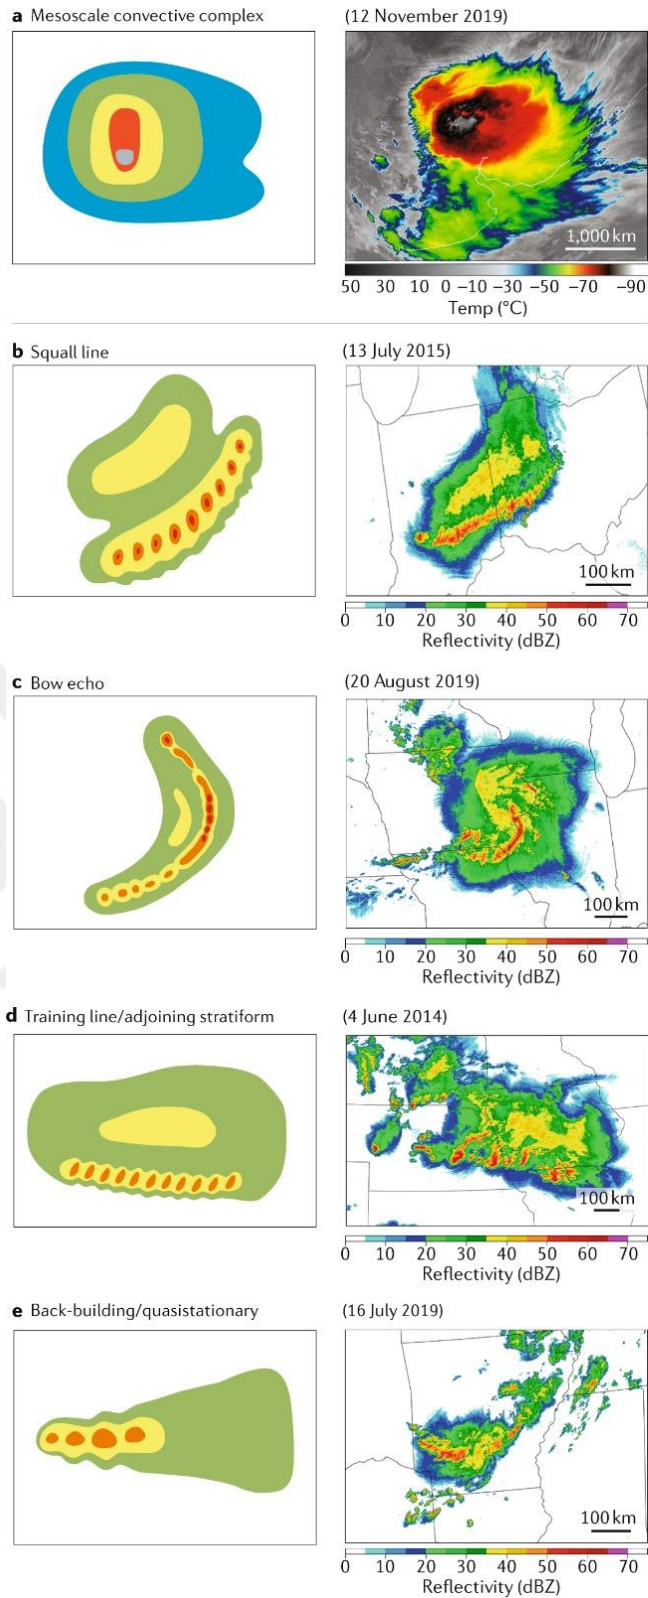 a Mesoscale convective complex
(12 November 2019)
1,000 km
50 30 10 0 –10 –30 –50 –70 –90
Temp (°C)
b Squall line
(13 July 2015)
100 km
0 10 20 30 40 50 60 70
Reflectivity (dBZ)
c Bow echo
(20 August 2019)
100 km
0 10 20 30 40 50 60 70
Reflectivity (dBZ)
d Training line/adjoining stratiform
(4 June 2014)
100 km
0 10 20 30 40 50 60 70
Reflectivity (dBZ)
e Back-building/quasistationary
(16 July 2019)
100 km
0 10 20 30 40 50 60 70
Reflectivity (dBZ)